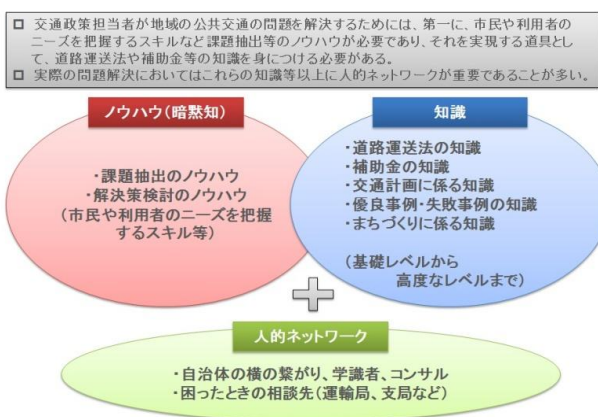 □ 交通政策担当者が地域の公共交通の問題を解決するためには、第一に、市民や利用者の
ニーズを把握するスキルなど課題抽出等のノウハウが必要であり、それを実現する道具とし
て、道路運送法や補助金等の知識を身につける必要がある。
□ 実際の問題解決においてはこれらの知識等以上に人的ネットワークが重要であることが多い。
ノウハウ(暗黙知)
・課題抽出のノウハウ
・解決策検討のノウハウ
(市民や利用者のニーズを把握
するスキル等)
知識
・道路運送法の知識
・補助金の知識
・交通計画に係る知識
・優良事例・失敗事例の知識
・まちづくりに係る知識
(基礎レベルから
高度なレベルまで)
人的ネットワーク
・自治体の横の繋がり、学識者、コンサル
・困ったときの相談先(運輸局、支局など)